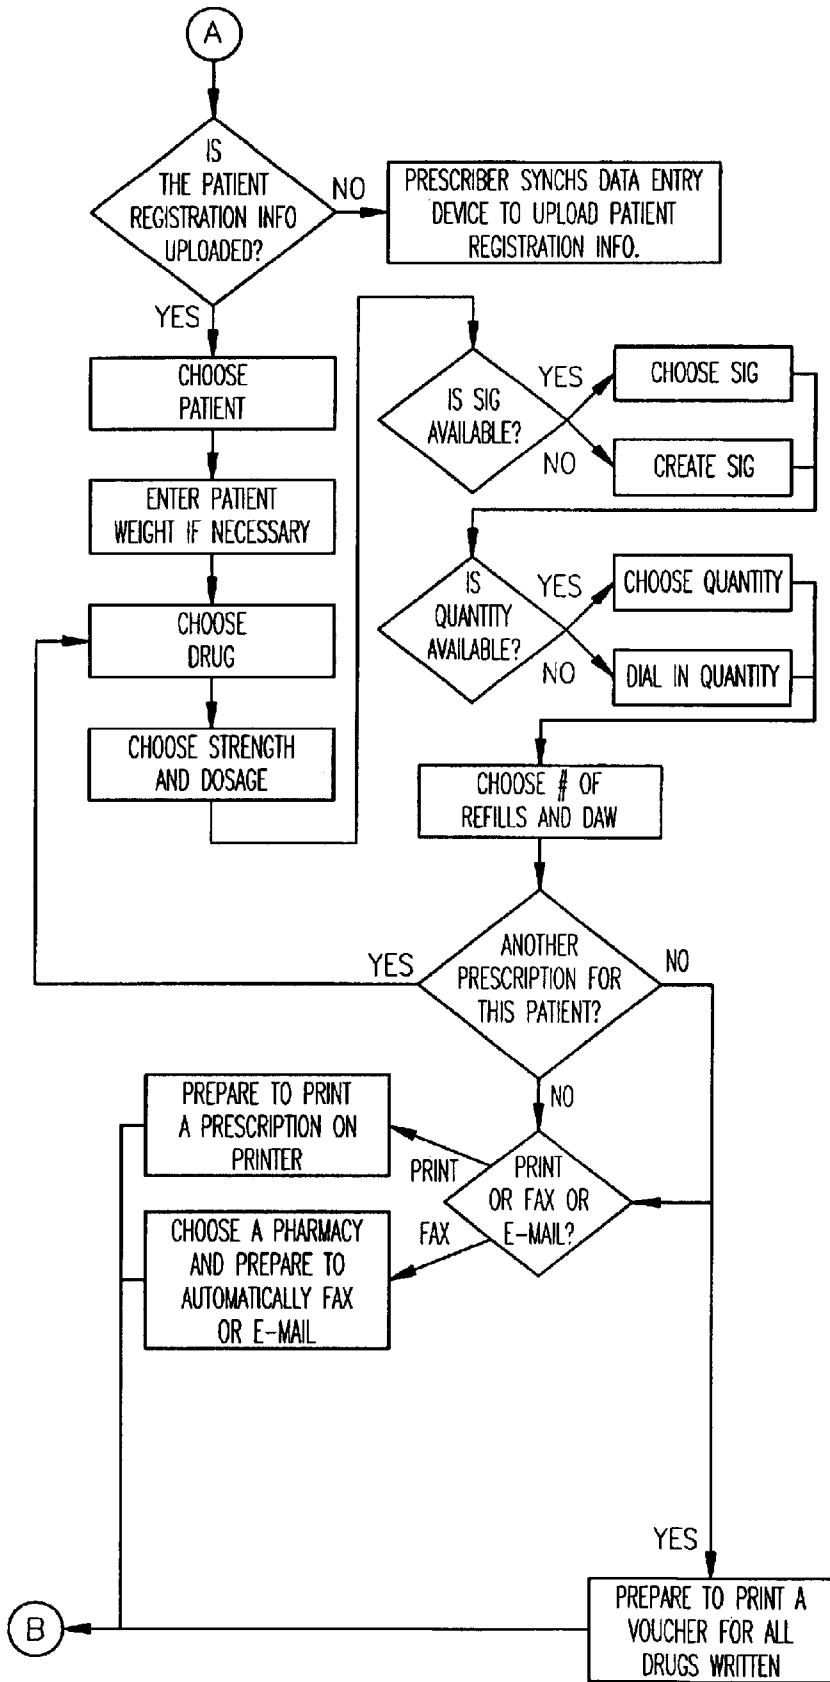 A
IS
THE PATIENT
REGISTRATION INFO
UPLOADED?
NO
PRESCRIBER SYNCHS DATA ENTRY
DEVICE TO UPLOAD PATIENT
REGISTRATION INFO.
YES
CHOOSE
PATIENT
ENTER PATIENT
WEIGHT IF NECESSARY
CHOOSE
DRUG
CHOOSE STRENGTH
AND DOSAGE
IS SIG
AVAILABLE?
YES
CHOOSE SIG
NO
CREATE SIG
IS
QUANTITY
AVAILABLE?
YES
CHOOSE QUANTITY
NO
DIAL IN QUANTITY
CHOOSE # OF
REFILLS AND DAW
ANOTHER
PRESCRIPTION FOR
THIS PATIENT?
YES
NO
NO
PRINT
OR FAX OR
E-MAIL?
PRINT
PREPARE TO PRINT
A PRESCRIPTION ON
PRINTER
FAX
CHOOSE A PHARMACY
AND PREPARE TO
AUTOMATICALLY FAX
OR E-MAIL
YES
PREPARE TO PRINT A
VOUCHER FOR ALL
DRUGS WRITTEN
B